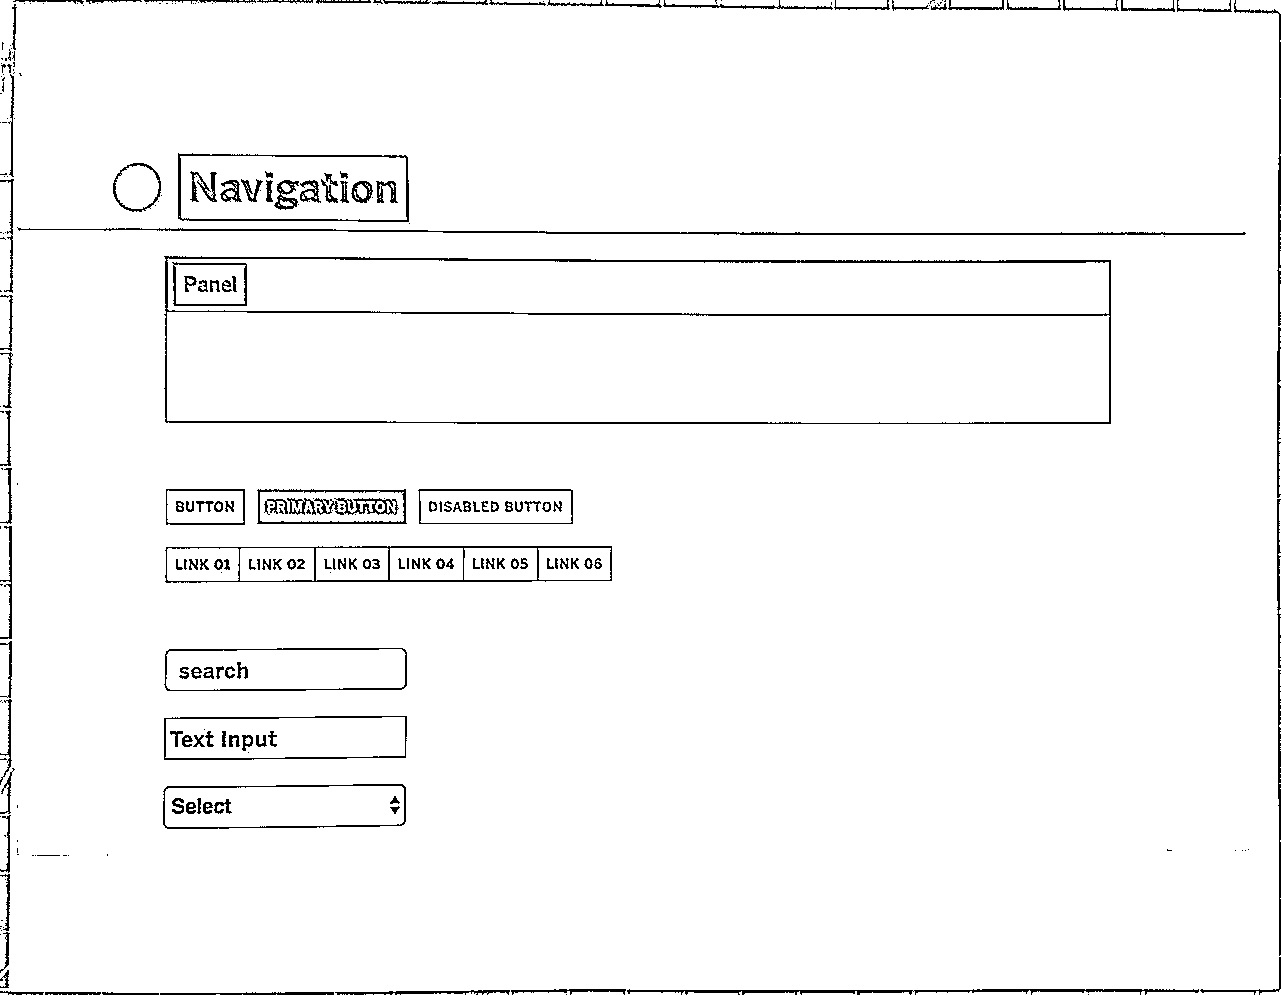 Navigation
Panel
BUTTON PRIMARY BUTTON DISABLED BUTTON
LINK 01 LINK 02 LINK 03 LINK 04 LINK 05 LINK 06
search
Text Input
Select